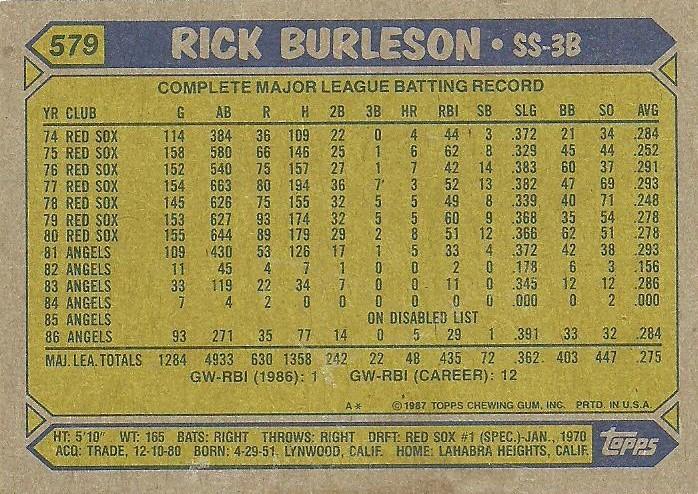 579 RICK BURLESON • SS-3B
COMPLETE MAJOR LEAGUE BATTING RECORD
YR CLUB G AB R H 2B 3B HR RBI SB SLG BB SO AVG
74 RED SOX 114 384 36 109 22 0 4 44 3 .372 21 34 .284
75 RED SOX 158 580 66 146 25 1 6 62 8 .329 45 44 .252
76 RED SOX 152 540 75 157 27 1 7 42 14 .383 60 37 .291
77 RED SOX 154 663 80 194 36 7 3 52 13 .382 47 69 .293
78 RED SOX 145 626 75 155 32 5 5 49 8 .339 40 71 .248
79 RED SOX 153 627 93 174 32 5 5 60 9 .368 35 54 .278
80 RED SOX 155 644 89 179 29 2 8 51 12 .366 62 51 .278
81 ANGELS 109 430 53 126 17 1 5 33 4 .372 42 38 .293
82 ANGELS 11 45 4 7 1 0 0 2 0 .178 6 3 .156
83 ANGELS 33 119 22 34 7 0 0 11 0 .345 12 12 .286
84 ANGELS 7 4 2 0 0 0 0 0 0 .000 0 2 .000
85 ANGELS ON DISABLED LIST
86 ANGELS 93 271 35 77 14 0 5 29 1 .391 33 32 .284
MAJ. LEA. TOTALS 1284 4933 630 1358 242 22 48 435 72 .362 403 447 .275
GW-RBI (1986): 1 GW-RBI (CAREER): 12
A* © 1987 TOPPS CHEWING GUM, INC. PRTD. IN U.S.A.
HT: 5'10" WT: 165 BATS: RIGHT THROWS: RIGHT DRFT: RED SOX #1 (SPEC.)-JAN., 1970
ACQ: TRADE, 12-10-80 BORN: 4-29-51, LYNWOOD, CALIF. HOME: LAHABRA HEIGHTS, CALIF.
TOPPS